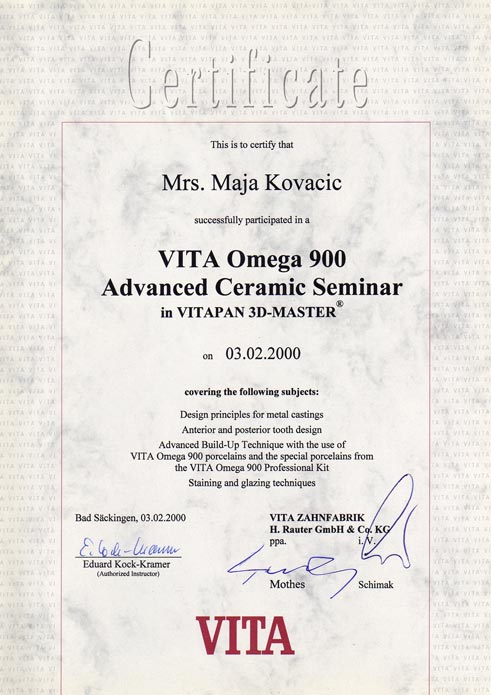 Certificate
This is to certify that
Mrs. Maja Kovacic
successfully participated in a
VITA Omega 900
Advanced Ceramic Seminar
in VITAPAN 3D-MASTER®
on 03.02.2000
covering the following subjects:
Design principles for metal castings
Anterior and posterior tooth design
Advanced Build-Up Technique with the use of
VITA Omega 900 porcelains and the special porcelains from
the VITA Omega 900 Professional Kit
Staining and glazing techniques
Bad Säckingen, 03.02.2000
E. Kock-Kramer
Eduard Kock-Kramer
(Authorized Instructor)
VITA ZAHNFABRIK
H. Rauter GmbH & Co. KG
ppa. i. V.
Mothes Schimak
VITA